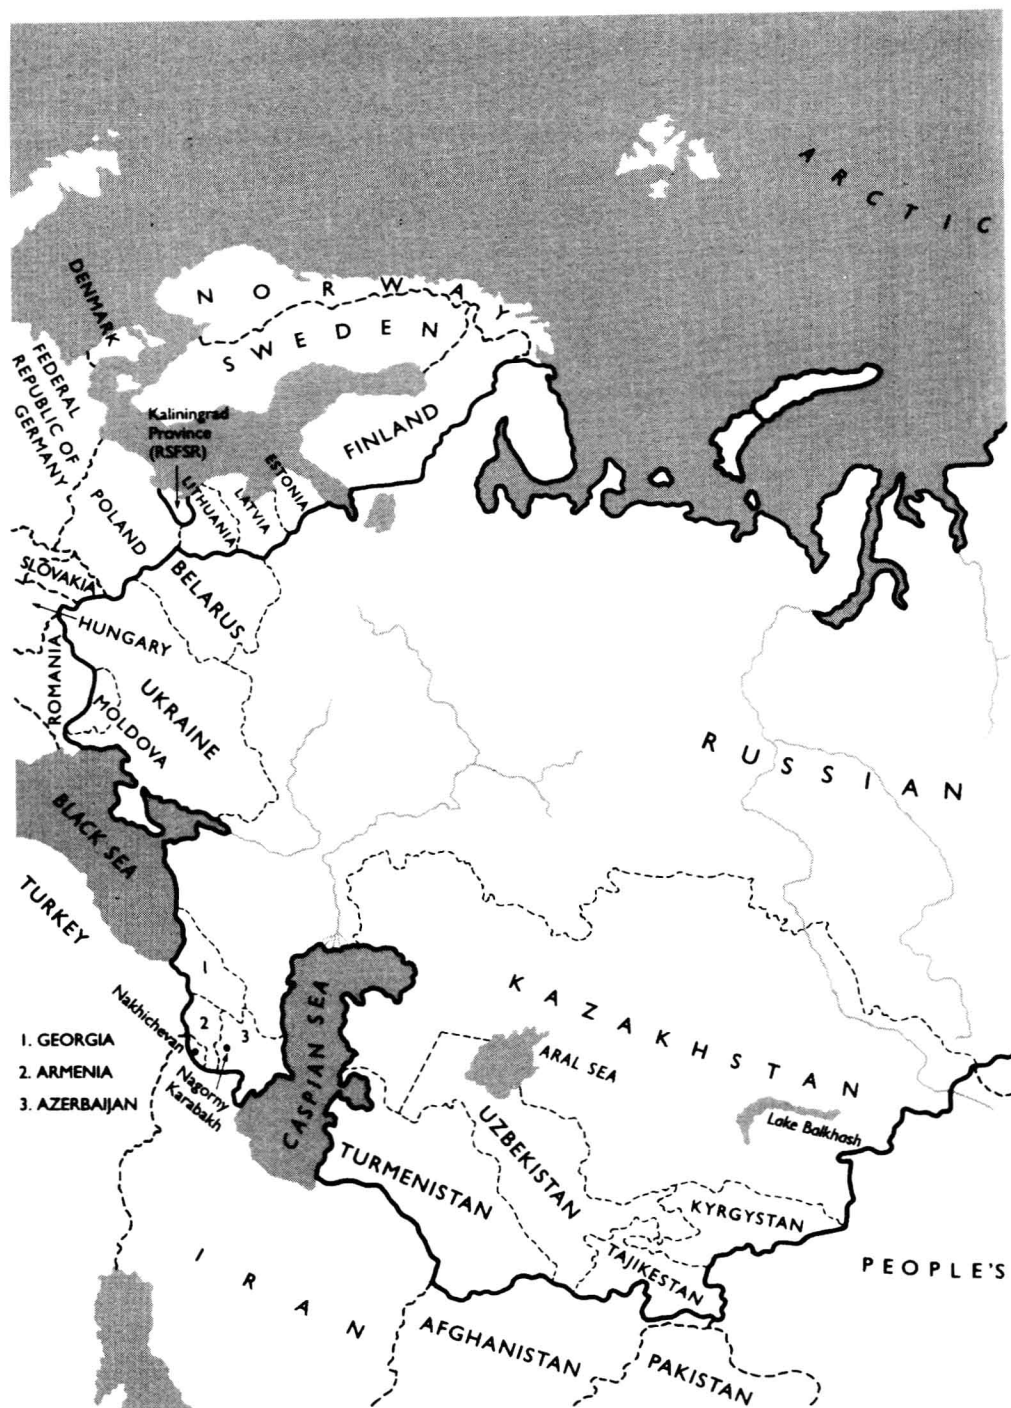 ARCTIC
DENMARK
NORWAY
SWEDEN
FEDERAL
REPUBLIC OF
GERMANY
Kaliningrad
Province
(RSFSR)
FINLAND
POLAND
LITHUANIA
LATVIA
ESTONIA
SLOVAKIA
BELARUS
HUNGARY
ROMANIA
MOLDOVA
UKRAINE
RUSSIAN
BLACK SEA
TURKEY
1
2
3
Nakhichevan
Nagorny
Karabakh
1. GEORGIA
2. ARMENIA
3. AZERBAIJAN
CASPIAN SEA
KAZAKHSTAN
ARAL SEA
Lake Balkhash
UZBEKISTAN
TURMENISTAN
KYRGYSTAN
TAJIKESTAN
PEOPLE'S
IRAN
AFGHANISTAN
PAKISTAN